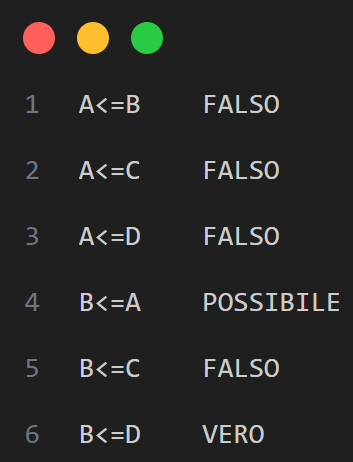 1 A<=B FALSO
2 A<=C FALSO
3 A<=D FALSO
4 B<=A POSSIBILE
5 B<=C FALSO
6 B<=D VERO